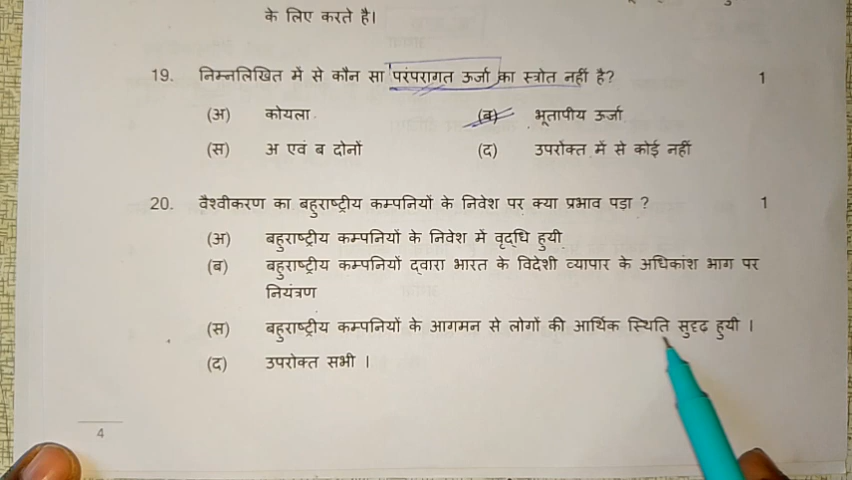 के लिए करते है।
19. निम्नलिखित में से कौन सा परंपरागत ऊर्जा का स्त्रोत नहीं है? 1
(अ) कोयला (ब) भूतापीय ऊर्जा
(स) अ एवं ब दोनों (द) उपरोक्त में से कोई नहीं
20. वैश्वीकरण का बहुराष्ट्रीय कम्पनियों के निवेश पर क्या प्रभाव पड़ा ? 1
(अ) बहुराष्ट्रीय कम्पनियों के निवेश में वृद्धि हुयी
(ब) बहुराष्ट्रीय कम्पनियों द्वारा भारत के विदेशी व्यापार के अधिकांश भाग पर
नियंत्रण
(स) बहुराष्ट्रीय कम्पनियों के आगमन से लोगों की आर्थिक स्थिति सुदृढ हुयी ।
(द) उपरोक्त सभी ।
4